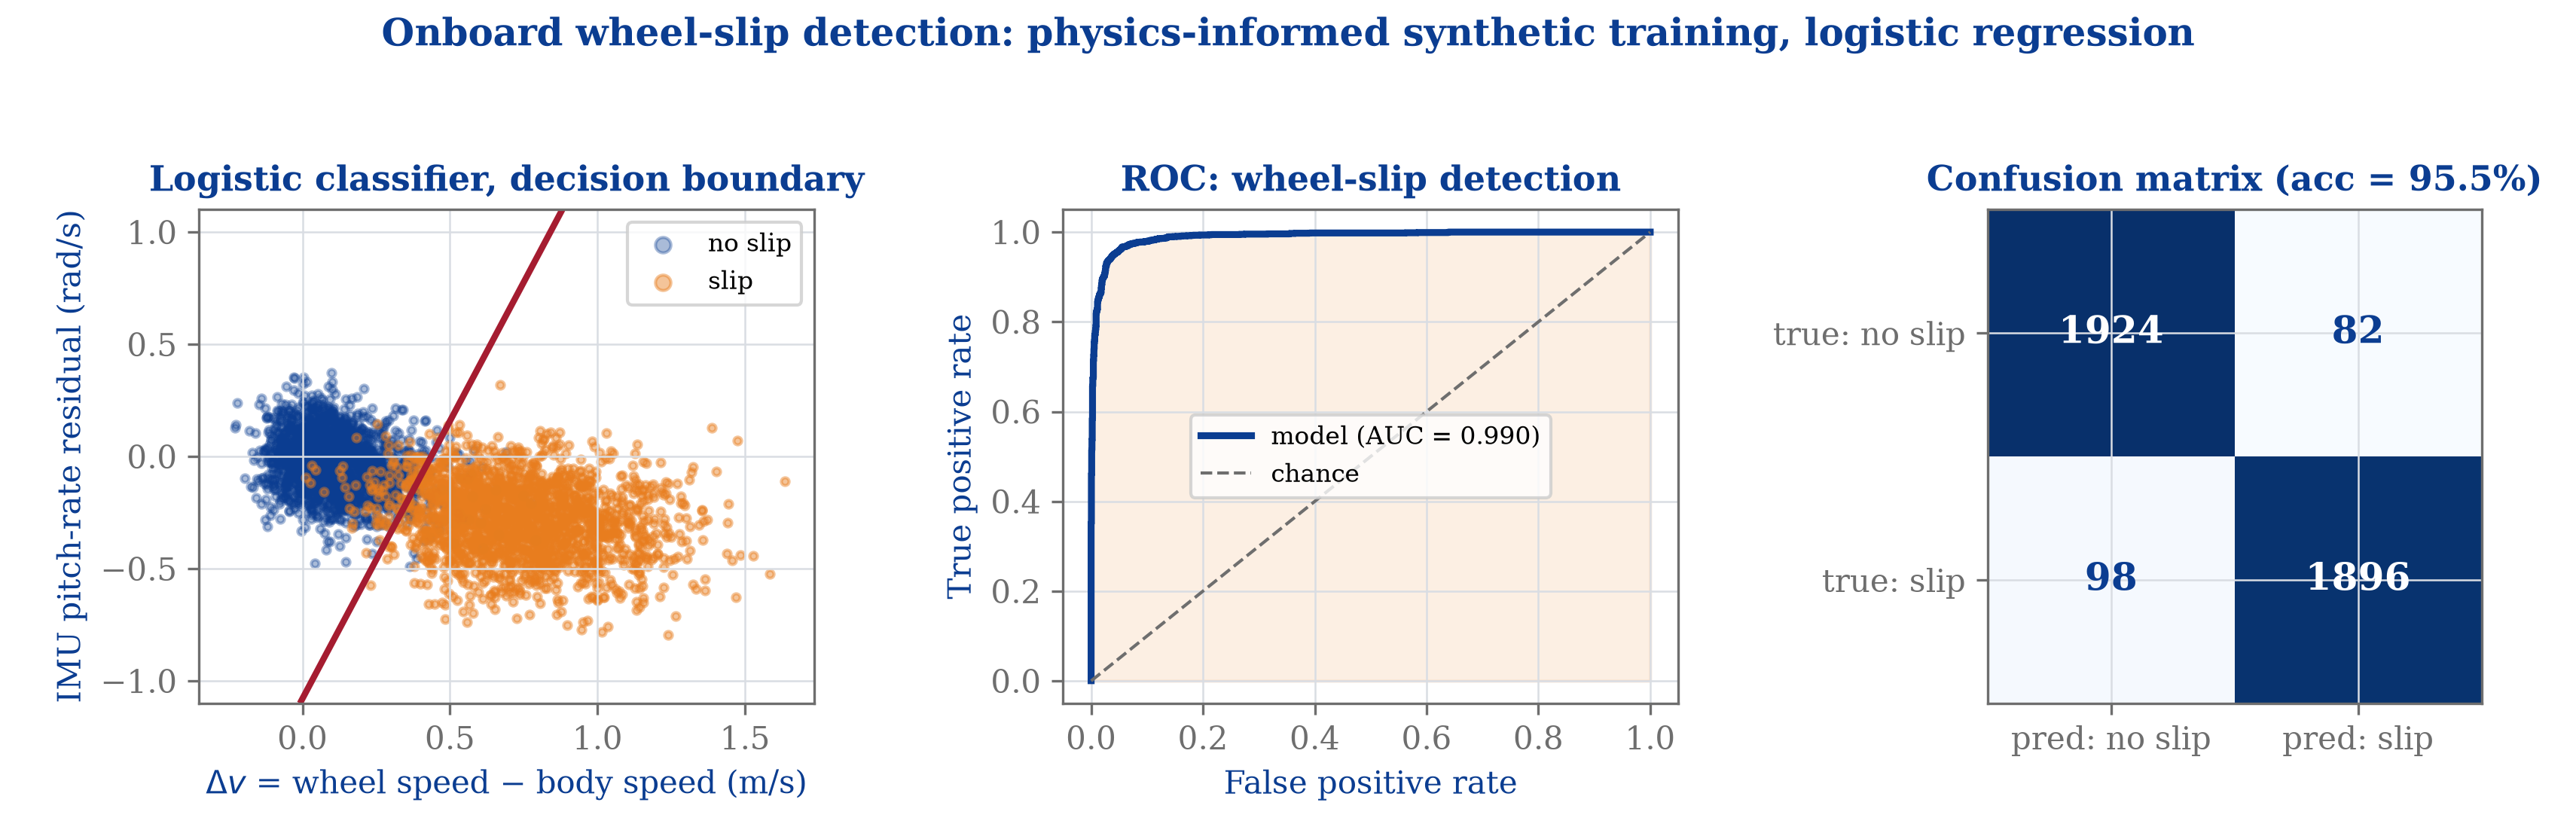 Onboard wheel-slip detection: physics-informed synthetic training, logistic regression
Logistic classifier, decision boundary
IMU pitch-rate residual (rad/s)
1.0
0.5
0.0
−0.5
−1.0
no slip
slip
0.0 0.5 1.0 1.5
Δv = wheel speed − body speed (m/s)
ROC: wheel-slip detection
True positive rate
1.0
0.8
0.6
0.4
0.2
0.0
model (AUC = 0.990)
chance
0.0 0.2 0.4 0.6 0.8 1.0
False positive rate
Confusion matrix (acc = 95.5%)
true: no slip 1924 82
true: slip 98 1896
pred: no slip pred: slip